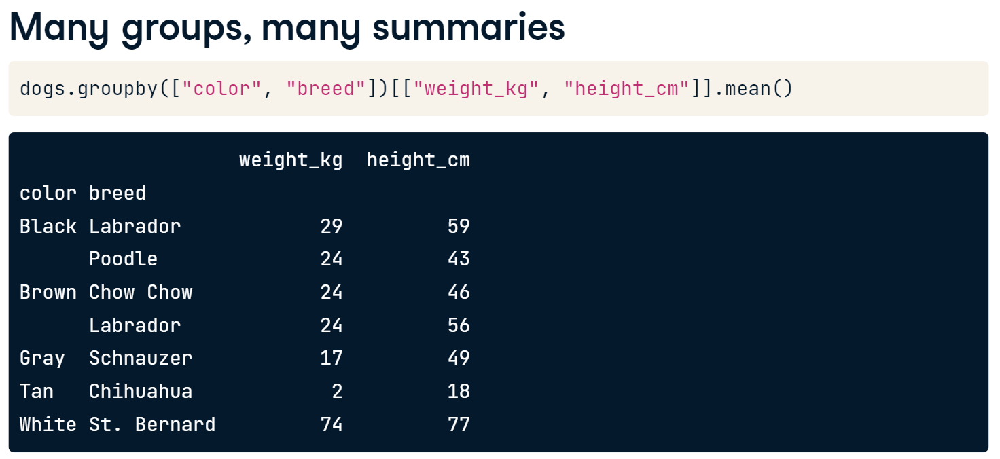 Many groups, many summaries
dogs.groupby(["color", "breed"])[["weight_kg", "height_cm"]].mean()
                   weight_kg  height_cm
color breed
Black Labrador            29         59
      Poodle              24         43
Brown Chow Chow           24         46
      Labrador            24         56
Gray  Schnauzer           17         49
Tan   Chihuahua            2         18
White St. Bernard         74         77